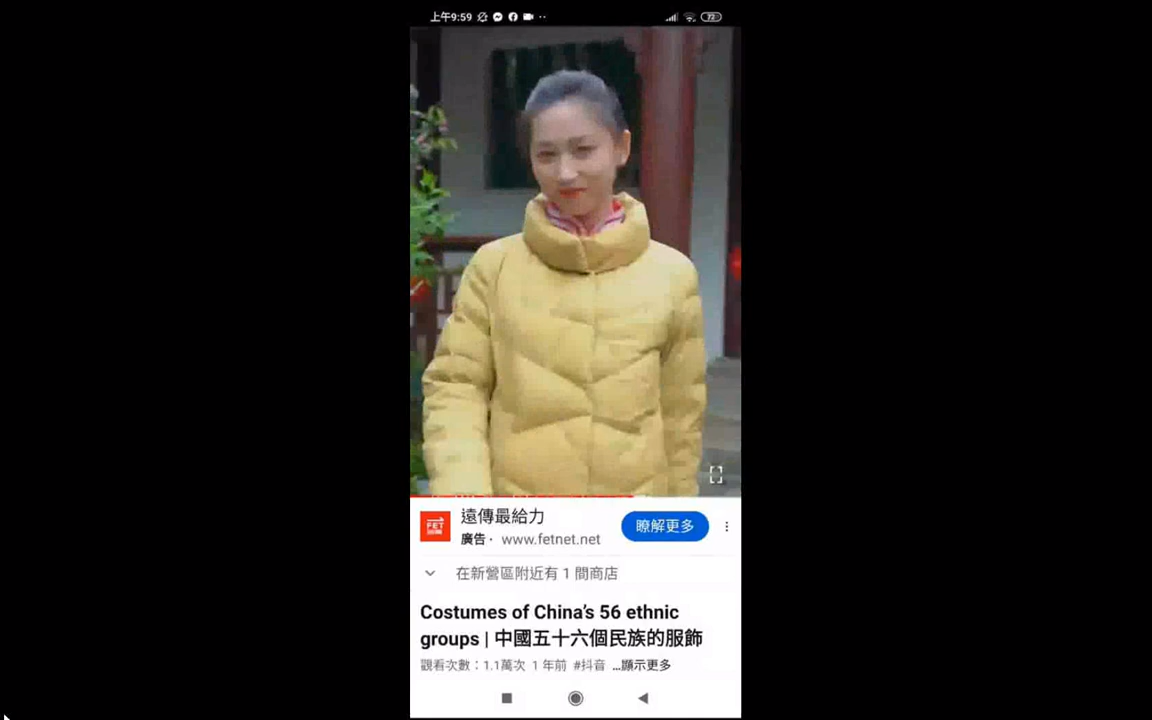 上午9:59
72
FET
遠傳最給力
廣告· www.fetnet.net
瞭解更多
在新營區附近有 1 間商店
Costumes of China's 56 ethnic
groups | 中國五十六個民族的服飾
觀看次數：1.1萬次 1 年前 #抖音 ...顯示更多